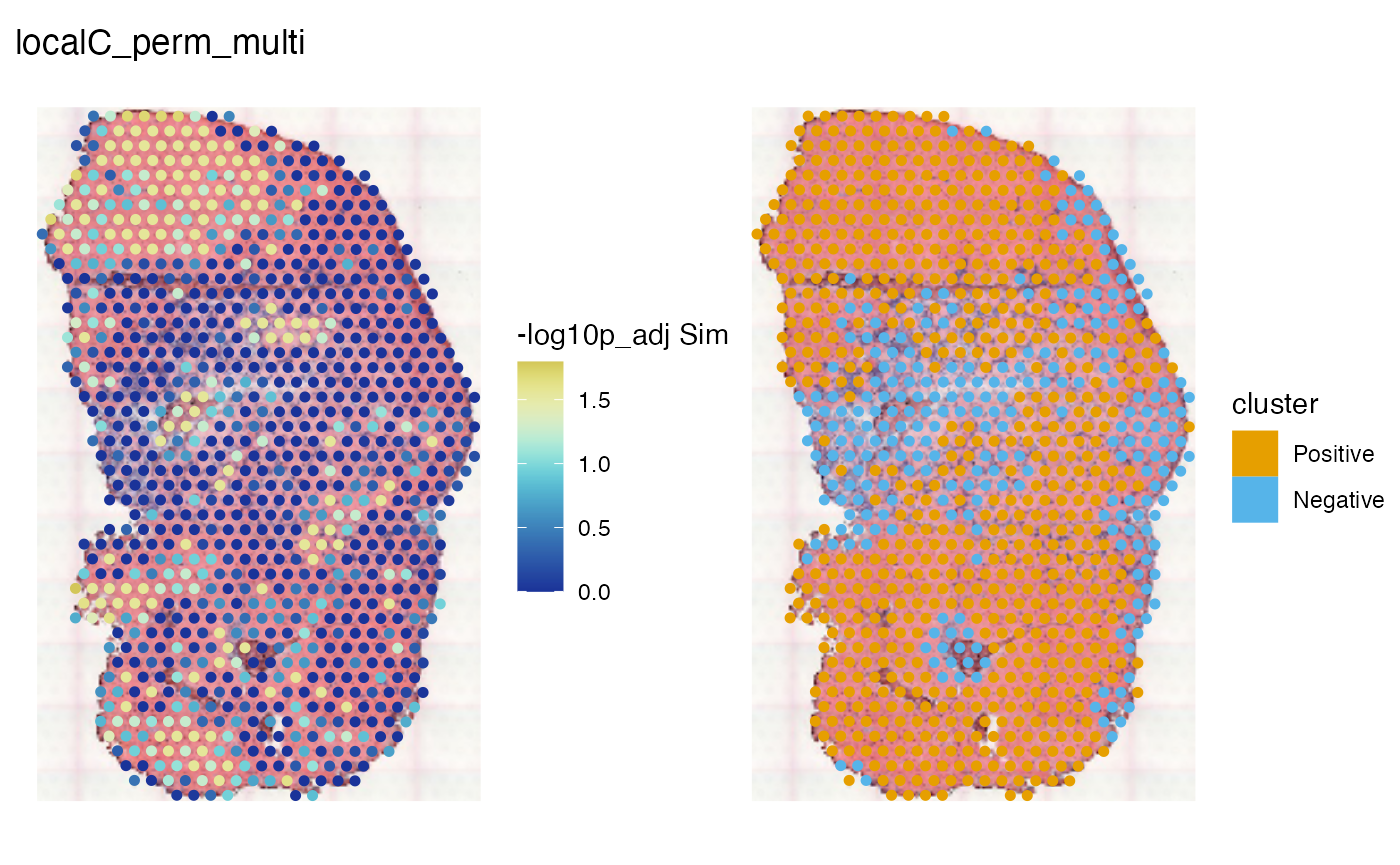 localC_perm_multi
-log10p_adj Sim
1.5
1.0
0.5
0.0
cluster
Positive
Negative